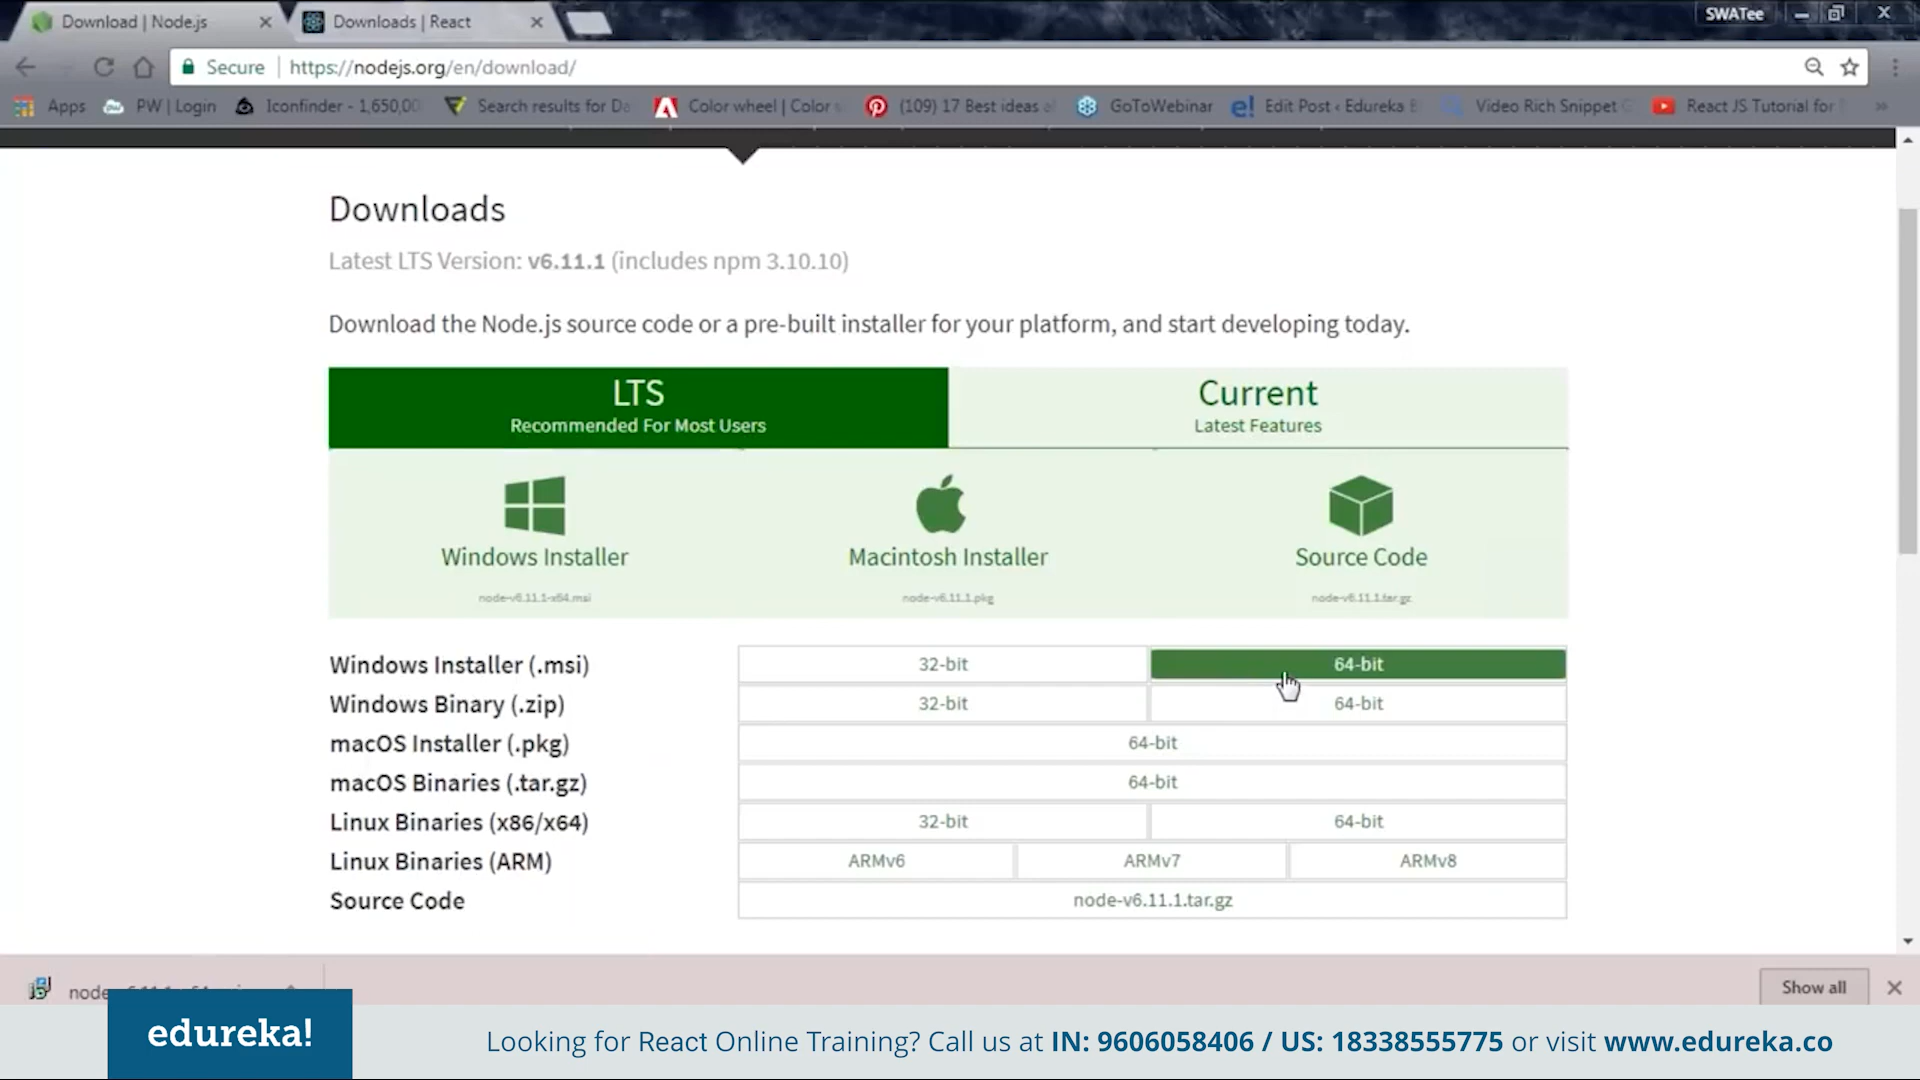 Download | Node.js
Downloads | React
SWATee
Secure
https://nodejs.org/en/download/
Apps
PW | Login
Iconfinder - 1,650,00
Search results for Da
Color wheel | Color
(109) 17 Best ideas
GoToWebinar
Edit Post ‹ Edureka B
Video Rich Snippet
React JS Tutorial for
»
Downloads
Latest LTS Version: v6.11.1 (includes npm 3.10.10)
Download the Node.js source code or a pre-built installer for your platform, and start developing today.
LTS
Recommended For Most Users
Current
Latest Features
Windows Installer
node-v6.11.1-x64.msi
Macintosh Installer
node-v6.11.1.pkg
Source Code
node-v6.11.1.tar.gz
Windows Installer (.msi) 32-bit 64-bit
Windows Binary (.zip) 32-bit 64-bit
macOS Installer (.pkg) 64-bit
macOS Binaries (.tar.gz) 64-bit
Linux Binaries (x86/x64) 32-bit 64-bit
Linux Binaries (ARM) ARMv6 ARMv7 ARMv8
Source Code node-v6.11.1.tar.gz
Show all
edureka!
Looking for React Online Training? Call us at IN: 9606058406 / US: 18338555775 or visit www.edureka.co